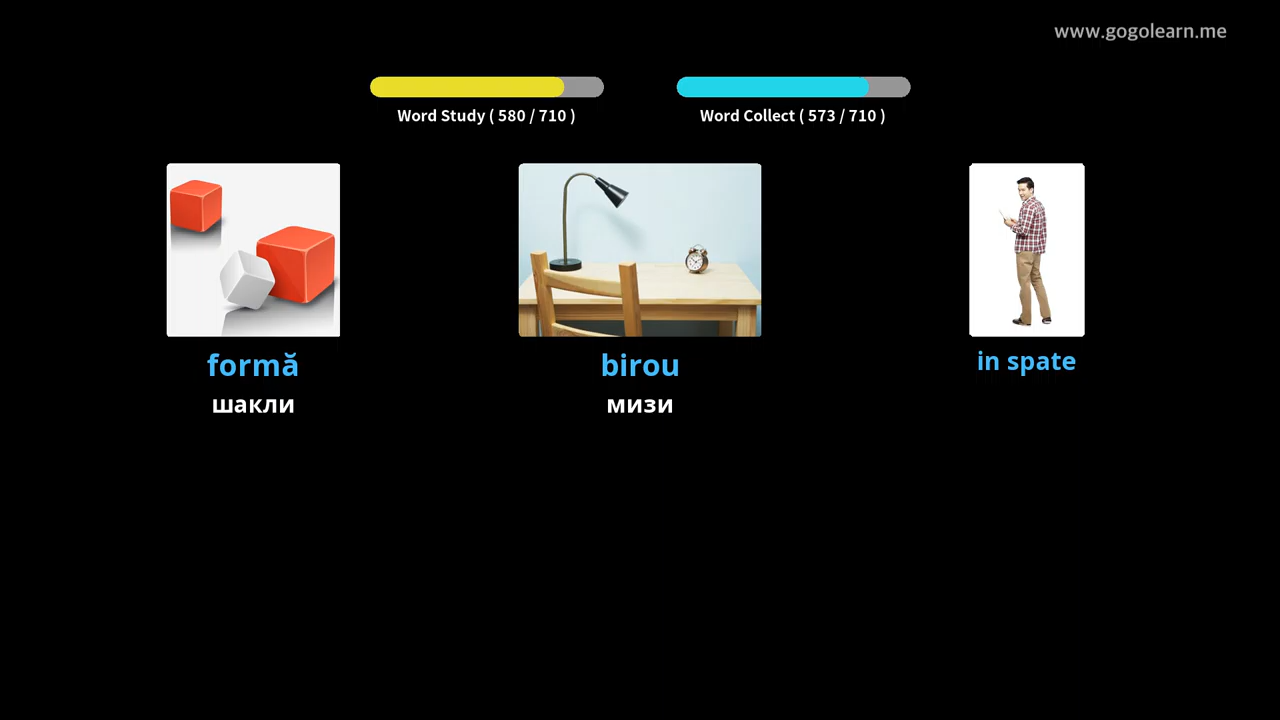 www.gogolearn.me
Word Study ( 580 / 710 )
Word Collect ( 573 / 710 )
formă
birou
in spate
шакли
мизи